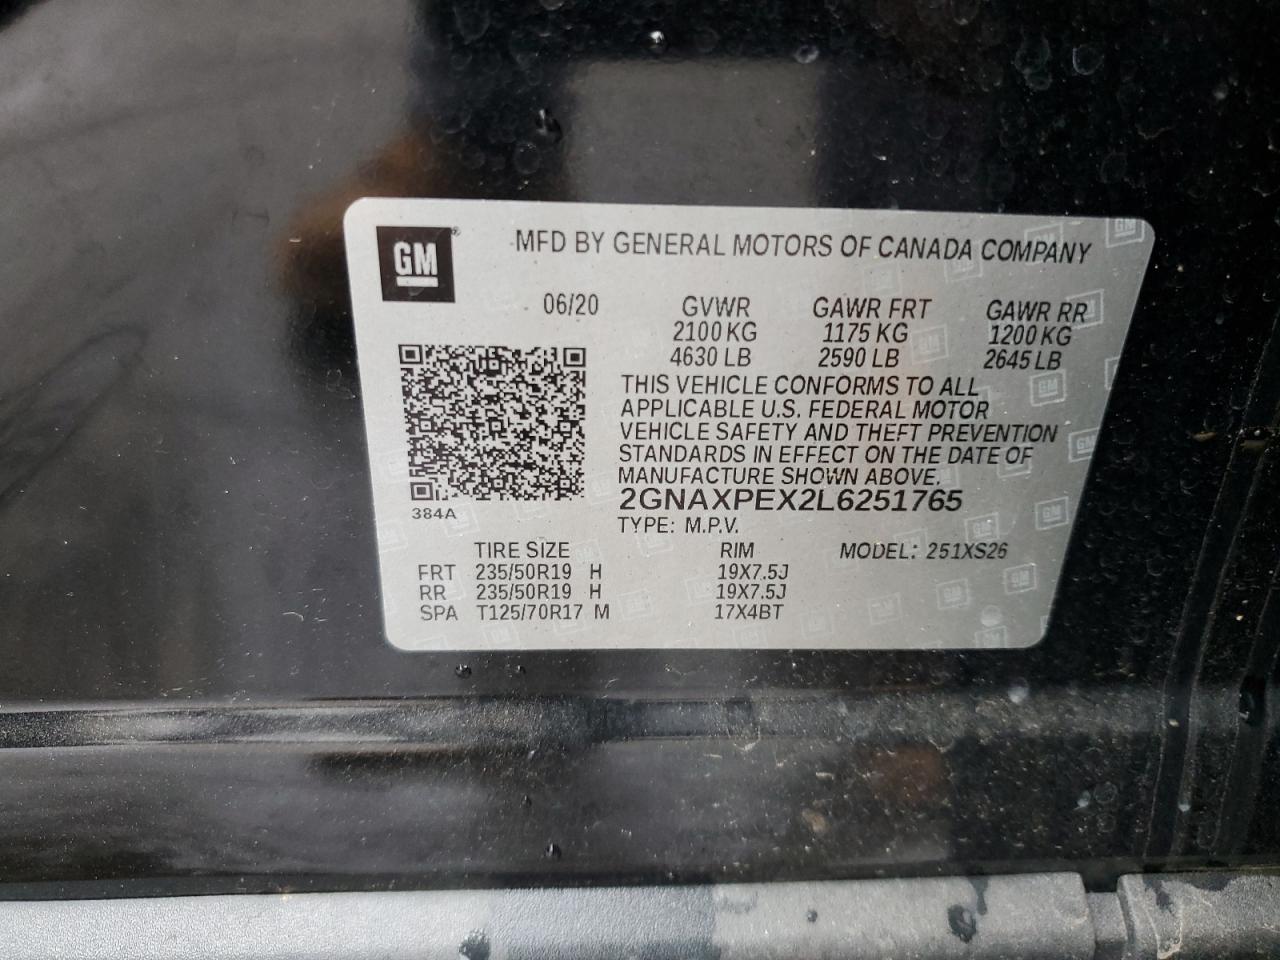 GM ®
MFD BY GENERAL MOTORS OF CANADA COMPANY
06/20 GVWR GAWR FRT GAWR RR
2100 KG 1175 KG 1200 KG
4630 LB 2590 LB 2645 LB
THIS VEHICLE CONFORMS TO ALL
APPLICABLE U.S. FEDERAL MOTOR
VEHICLE SAFETY AND THEFT PREVENTION
STANDARDS IN EFFECT ON THE DATE OF
MANUFACTURE SHOWN ABOVE.
2GNAXPEX2L6251765
384A
TYPE: M.P.V.
TIRE SIZE RIM MODEL: 251XS26
FRT 235/50R19 H 19X7.5J
RR 235/50R19 H 19X7.5J
SPA T125/70R17 M 17X4BT